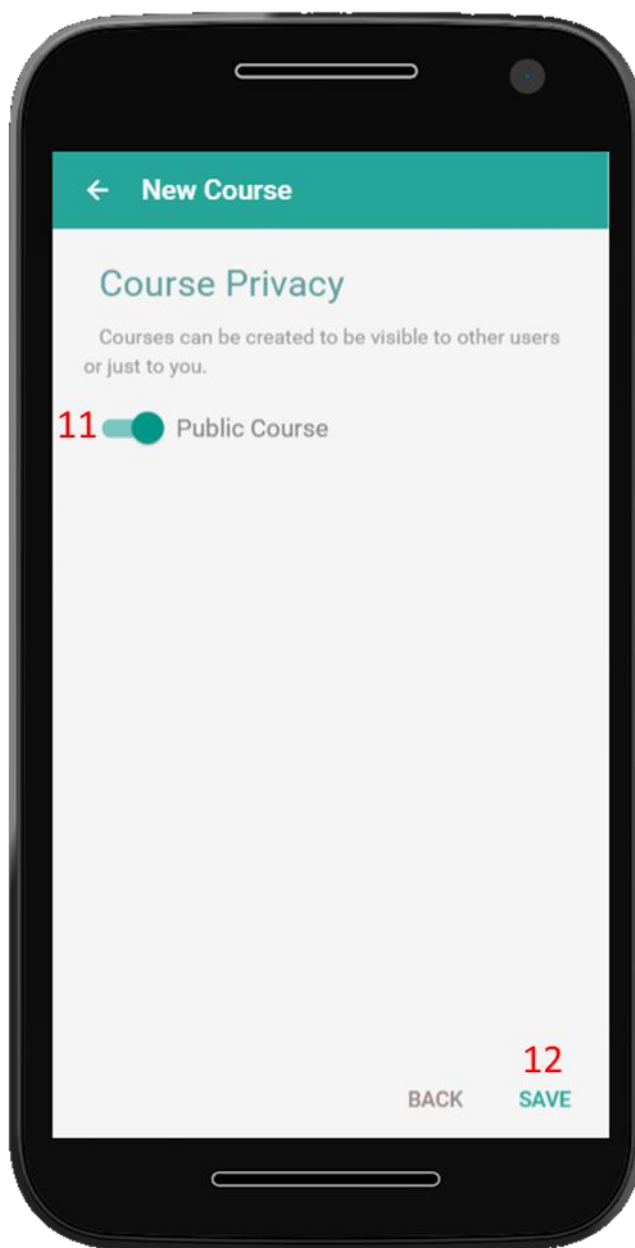 New Course
Course Privacy
Courses can be created to be visible to other users
or just to you.
11 Public Course
12
BACK SAVE